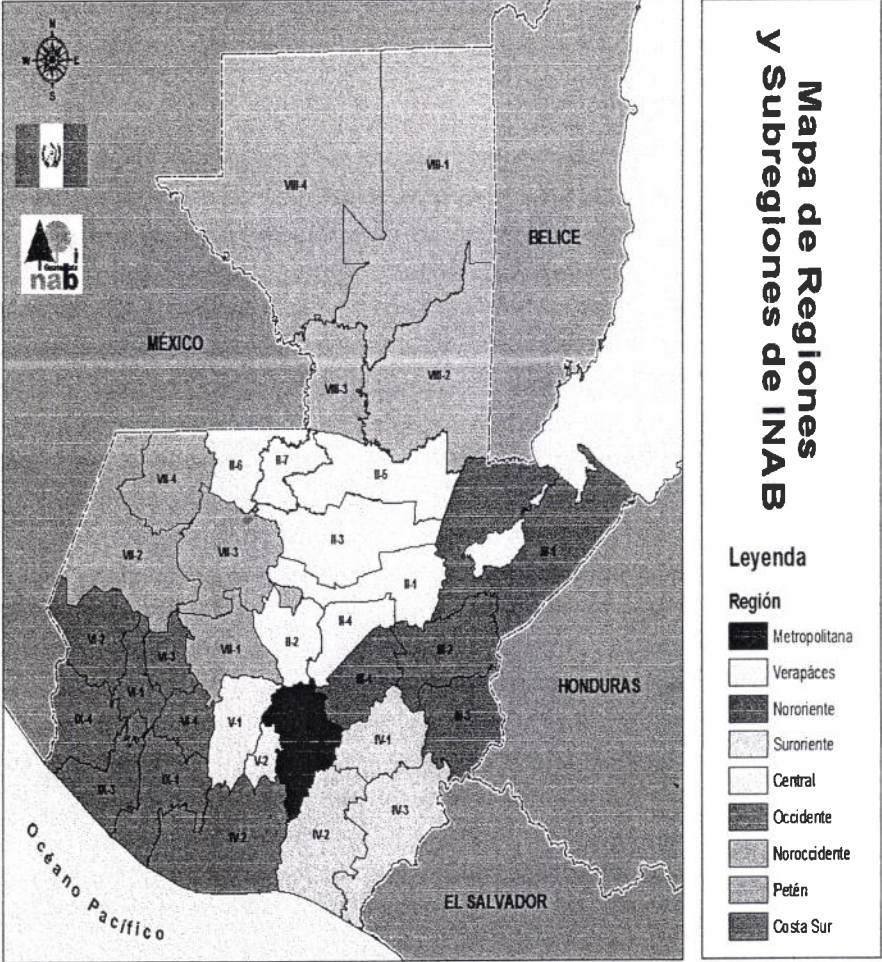 Mapa de Regiones
y Subregiones de INAB
N
W E
S
inab
VIII-4
VIII-1
BELICE
MÉXICO
VIII-3
VIII-2
VII-4
II-6
II-7
II-5
VII-2
VII-3
II-3
II-1
II-4
II-2
VI-2
VI-3
VII-1
III-2
HONDURAS
VI-1
IX-4
VI-4
V-1
III-3
IV-1
V-2
IX-3
IX-1
IV-2
IV-2
IV-3
EL SALVADOR
Océano Pacífico
Leyenda
Región
Metropolitana
Verapáces
Nororiente
Suroriente
Central
Occidente
Noroccidente
Petén
Costa Sur